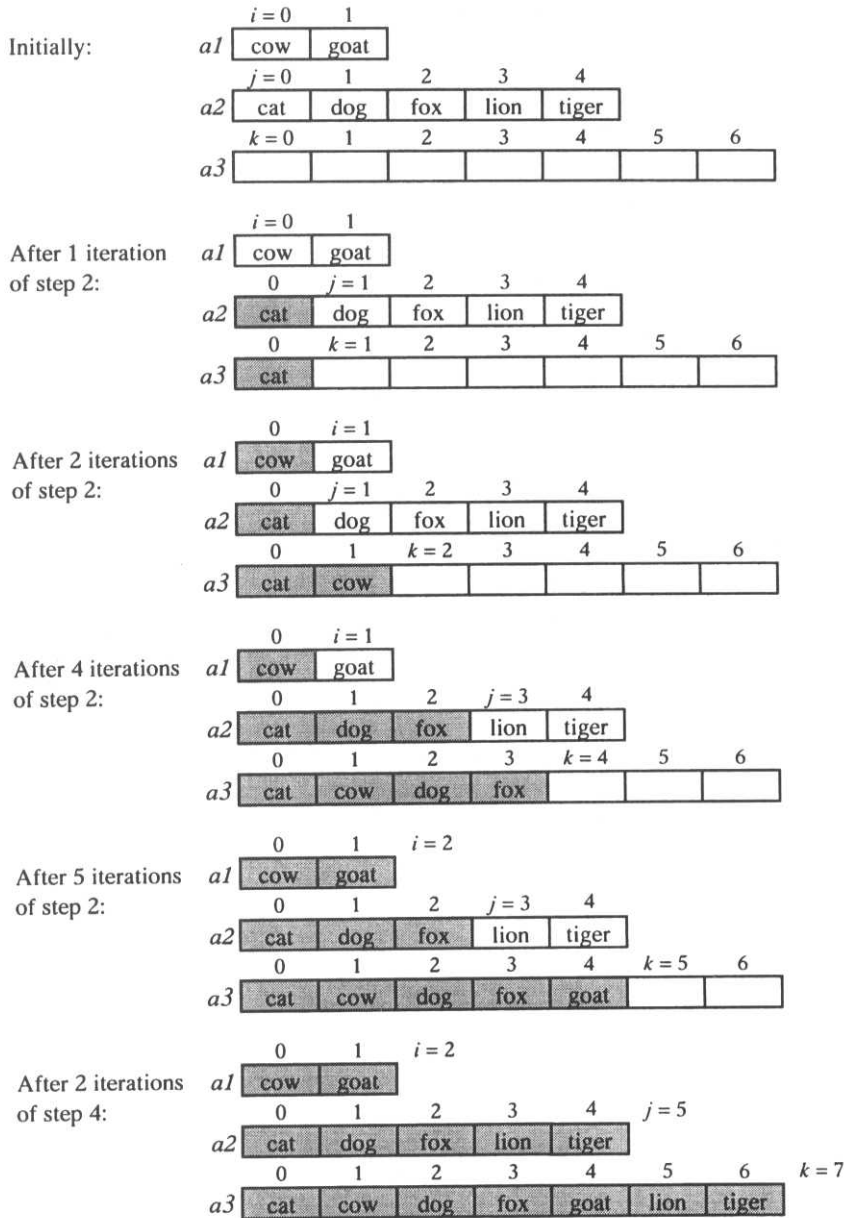 i = 0 1
Initially: a1 cow goat
j = 0 1 2 3 4
a2 cat dog fox lion tiger
k = 0 1 2 3 4 5 6
a3
i = 0 1
After 1 iteration a1 cow goat
of step 2: 0 j = 1 2 3 4
a2 cat dog fox lion tiger
0 k = 1 2 3 4 5 6
a3 cat
0 i = 1
After 2 iterations a1 cow goat
of step 2: 0 j = 1 2 3 4
a2 cat dog fox lion tiger
0 1 k = 2 3 4 5 6
a3 cat cow
0 i = 1
After 4 iterations a1 cow goat
of step 2: 0 1 2 j = 3 4
a2 cat dog fox lion tiger
0 1 2 3 k = 4 5 6
a3 cat cow dog fox
0 1 i = 2
After 5 iterations a1 cow goat
of step 2: 0 1 2 j = 3 4
a2 cat dog fox lion tiger
0 1 2 3 4 k = 5 6
a3 cat cow dog fox goat
0 1 i = 2
After 2 iterations a1 cow goat
of step 4: 0 1 2 3 4 j = 5
a2 cat dog fox lion tiger
0 1 2 3 4 5 6 k = 7
a3 cat cow dog fox goat lion tiger